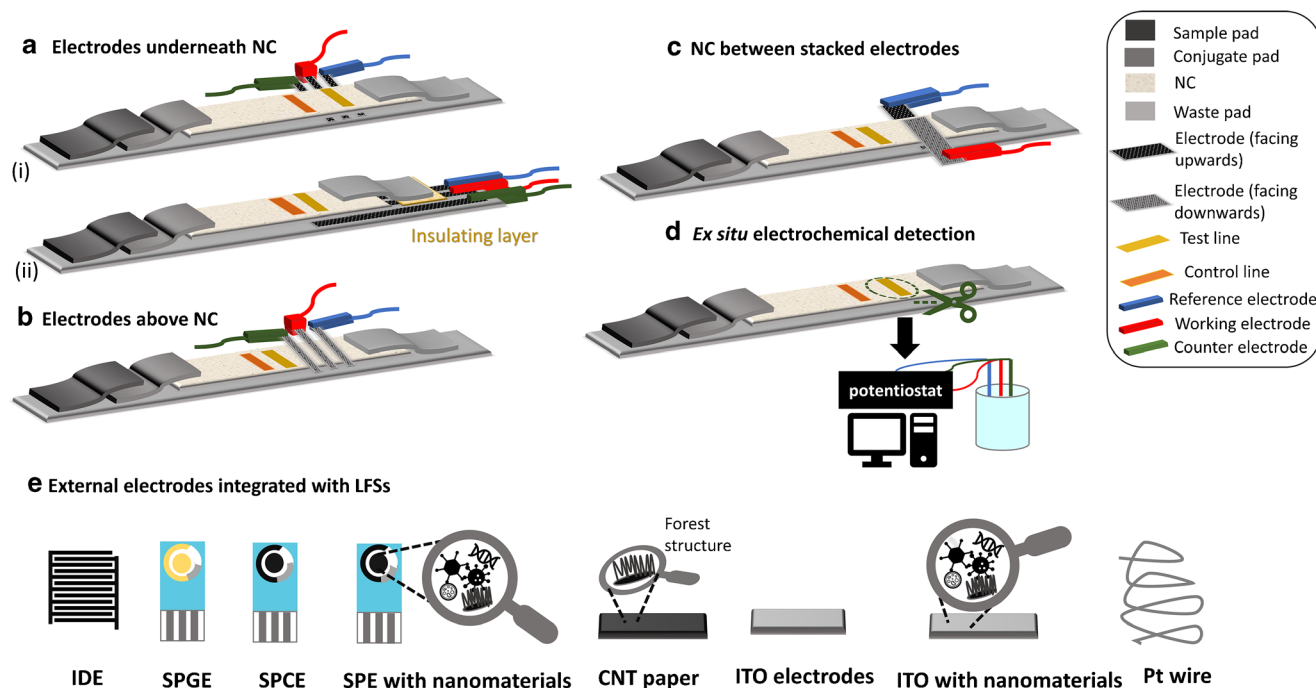 a Electrodes underneath NC
(i)
Insulating layer
(ii)
b Electrodes above NC
c NC between stacked electrodes
d Ex situ electrochemical detection
potentiostat
Sample pad
Conjugate pad
NC
Waste pad
Electrode (facing
upwards)
Electrode (facing
downwards)
Test line
Control line
Reference electrode
Working electrode
Counter electrode
e External electrodes integrated with LFSs
Forest
structure
IDE
SPGE
SPCE
SPE with nanomaterials
CNT paper
ITO electrodes
ITO with nanomaterials
Pt wire